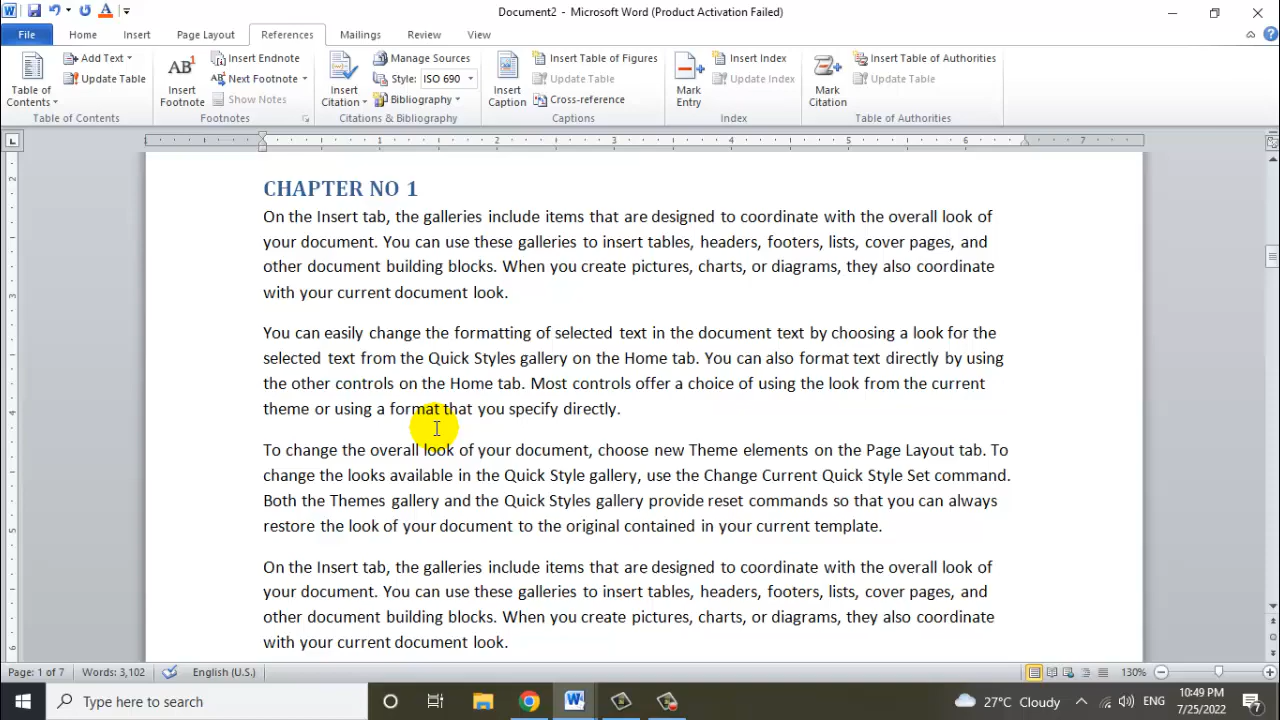 Document2 - Microsoft Word (Product Activation Failed)
File Home Insert Page Layout References Mailings Review View
Table of Contents
Add Text
Update Table
Table of Contents
AB1
Insert Footnote
AB1 Next Footnote
Insert Endnote
Show Notes
Footnotes
Insert Citation
Manage Sources
Style: ISO 690
Bibliography
Citations & Bibliography
Insert Caption
Insert Table of Figures
Update Table
Cross-reference
Captions
Mark Entry
Insert Index
Update Index
Index
Mark Citation
Insert Table of Authorities
Update Table
Table of Authorities
1 2 3 4 5 6 7
2
3
4
5
6
CHAPTER NO 1
On the Insert tab, the galleries include items that are designed to coordinate with the overall look of
your document. You can use these galleries to insert tables, headers, footers, lists, cover pages, and
other document building blocks. When you create pictures, charts, or diagrams, they also coordinate
with your current document look.
You can easily change the formatting of selected text in the document text by choosing a look for the
selected text from the Quick Styles gallery on the Home tab. You can also format text directly by using
the other controls on the Home tab. Most controls offer a choice of using the look from the current
theme or using a format that you specify directly.
To change the overall look of your document, choose new Theme elements on the Page Layout tab. To
change the looks available in the Quick Style gallery, use the Change Current Quick Style Set command.
Both the Themes gallery and the Quick Styles gallery provide reset commands so that you can always
restore the look of your document to the original contained in your current template.
On the Insert tab, the galleries include items that are designed to coordinate with the overall look of
your document. You can use these galleries to insert tables, headers, footers, lists, cover pages, and
other document building blocks. When you create pictures, charts, or diagrams, they also coordinate
with your current document look.
Page: 1 of 7 Words: 3,102 English (U.S.) 130%
Type here to search
27°C Cloudy ENG
10:49 PM
7/25/2022
7